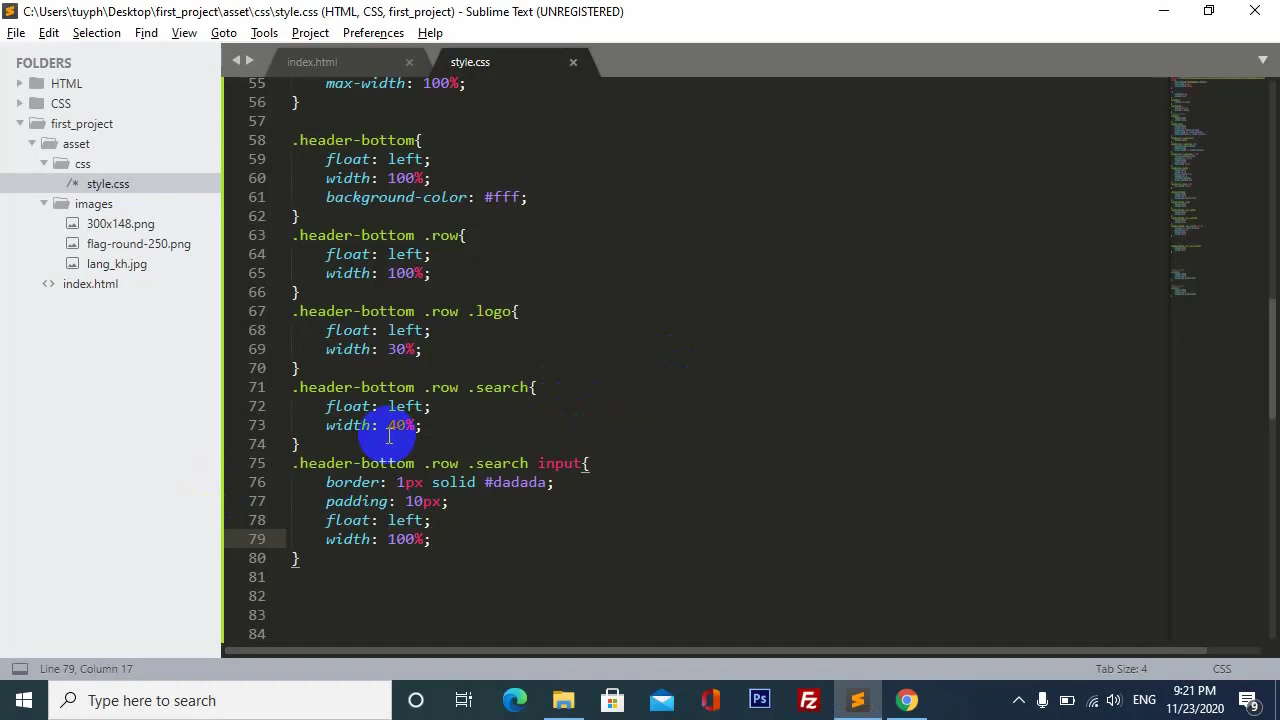 C:\Users\tuyph\Desktop\first_project\asset\css\style.css (HTML, CSS, first_project) - Sublime Text (UNREGISTERED)
File Edit Selection Find View Goto Tools Project Preferences Help
FOLDERS
HTML
CSS
first_project
asset
css
/* style.css
images
300x148.png
flag-round-250.png
lang_kh.jpg
<> index.html
index.html × style.css ×
55 max-width: 100%;
56 }
57
58 .header-bottom{
59 float: left;
60 width: 100%;
61 background-color: #fff;
62 }
63 .header-bottom .row{
64 float: left;
65 width: 100%;
66 }
67 .header-bottom .row .logo{
68 float: left;
69 width: 30%;
70 }
71 .header-bottom .row .search{
72 float: left;
73 width: 40%;
74 }
75 .header-bottom .row .search input{
76 border: 1px solid #dadada;
77 padding: 10px;
78 float: left;
79 width: 100%;
80 }
81
82
83
84
Line 79, Column 17 Tab Size: 4 CSS
Type here to search
Ps
Fz
ENG
9:21 PM
11/23/2020
9